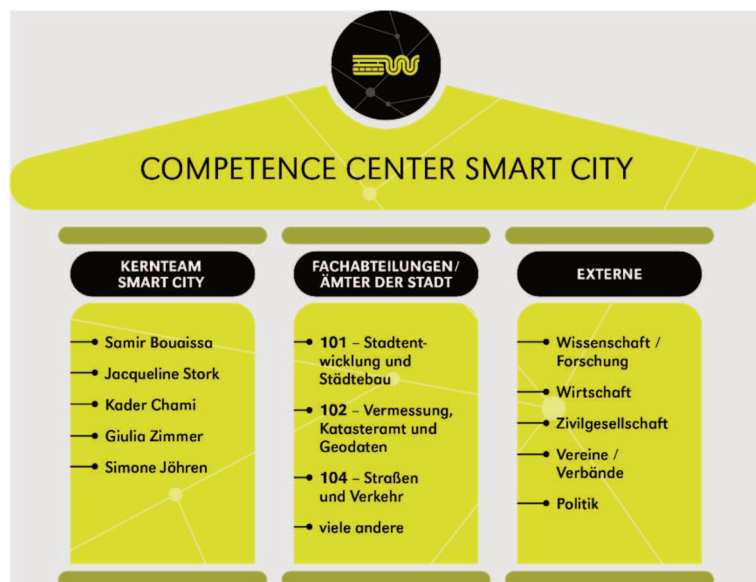 COMPETENCE CENTER SMART CITY
KERNTEAM
SMART CITY
Samir Bouaissa
Jacqueline Stork
Kader Chami
Giulia Zimmer
Simone Jöhren
FACHABTEILUNGEN/
ÄMTER DER STADT
101 – Stadtent-
wicklung und
Städtebau
102 – Vermessung,
Katasteramt und
Geodaten
104 – Straßen
und Verkehr
viele andere
EXTERNE
Wissenschaft /
Forschung
Wirtschaft
Zivilgesellschaft
Vereine /
Verbände
Politik